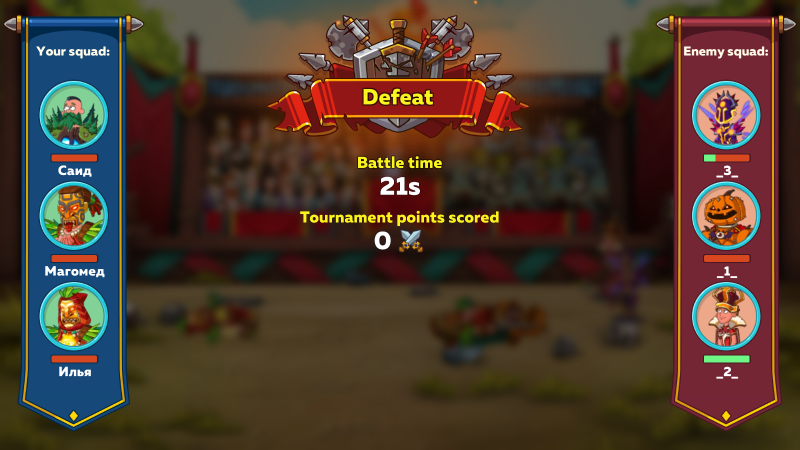 Your squad:
Саид
Магомед
Илья
Defeat
Battle time
21s
Tournament points scored
0
Enemy squad:
_3_
_1_
_2_